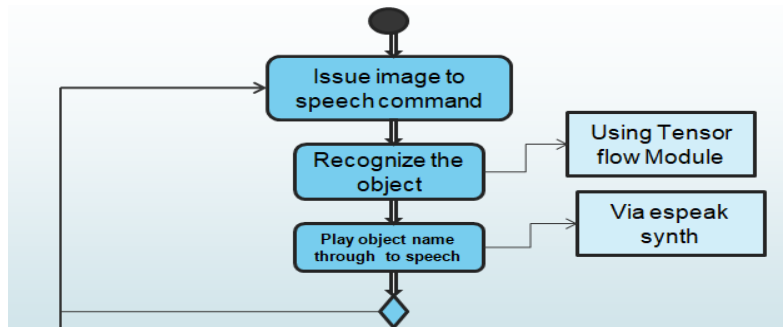 Issue image to
speech command
Recognize the
object
Using Tensor
flow Module
Play object name
through to speech
Via espeak
synth